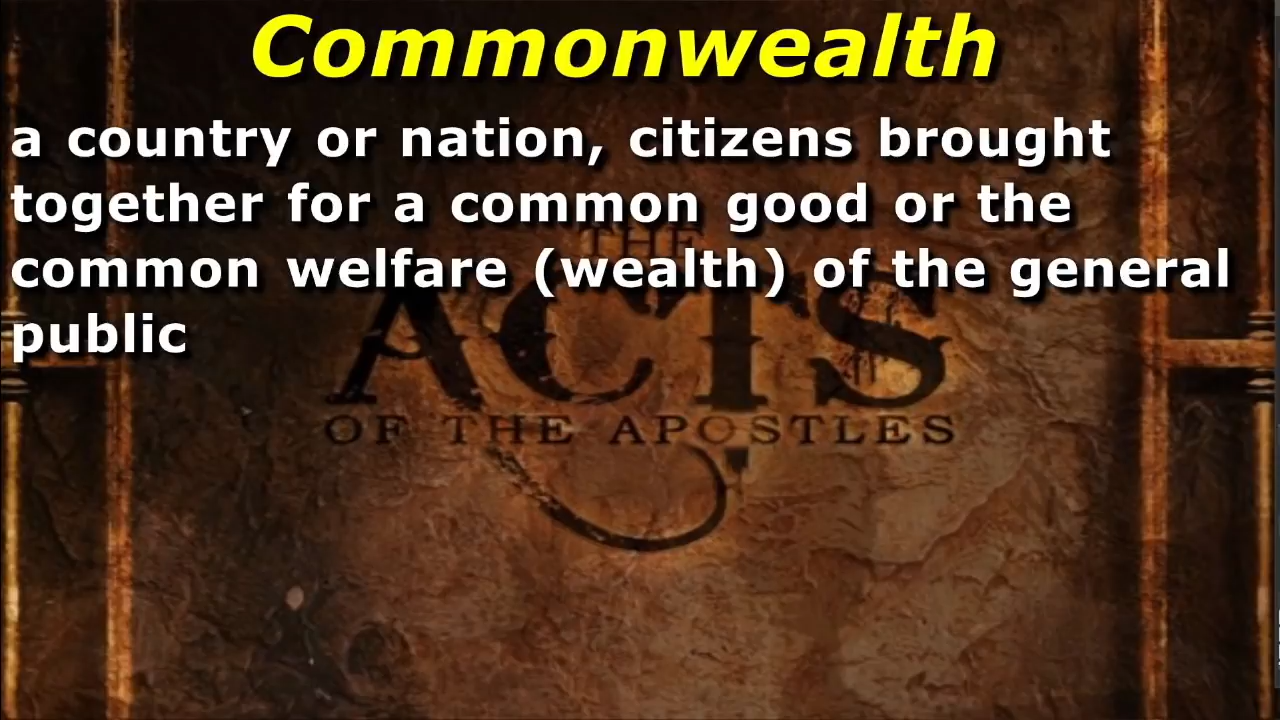 Commonwealth
a country or nation, citizens brought
together for a common good or the
common welfare (wealth) of the general
public
THE
ACTS
OF THE APOSTLES